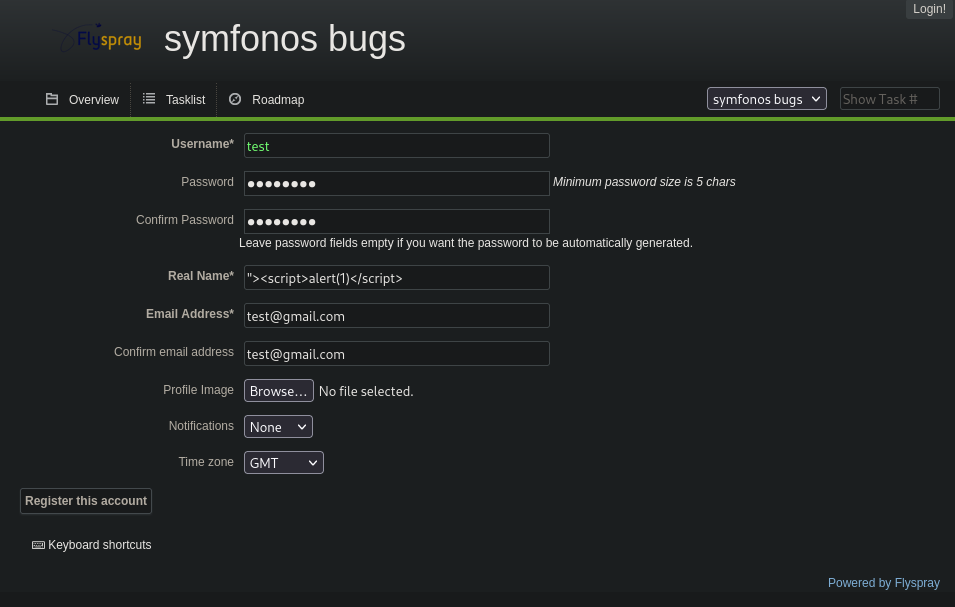 Login!
Flyspray symfonos bugs
Overview Tasklist Roadmap symfonos bugs Show Task #
Username* test
Password ●●●●●●●● Minimum password size is 5 chars
Confirm Password ●●●●●●●●
Leave password fields empty if you want the password to be automatically generated.
Real Name* "><script>alert(1)</script>
Email Address* test@gmail.com
Confirm email address test@gmail.com
Profile Image Browse... No file selected.
Notifications None
Time zone GMT
Register this account
Keyboard shortcuts
Powered by Flyspray